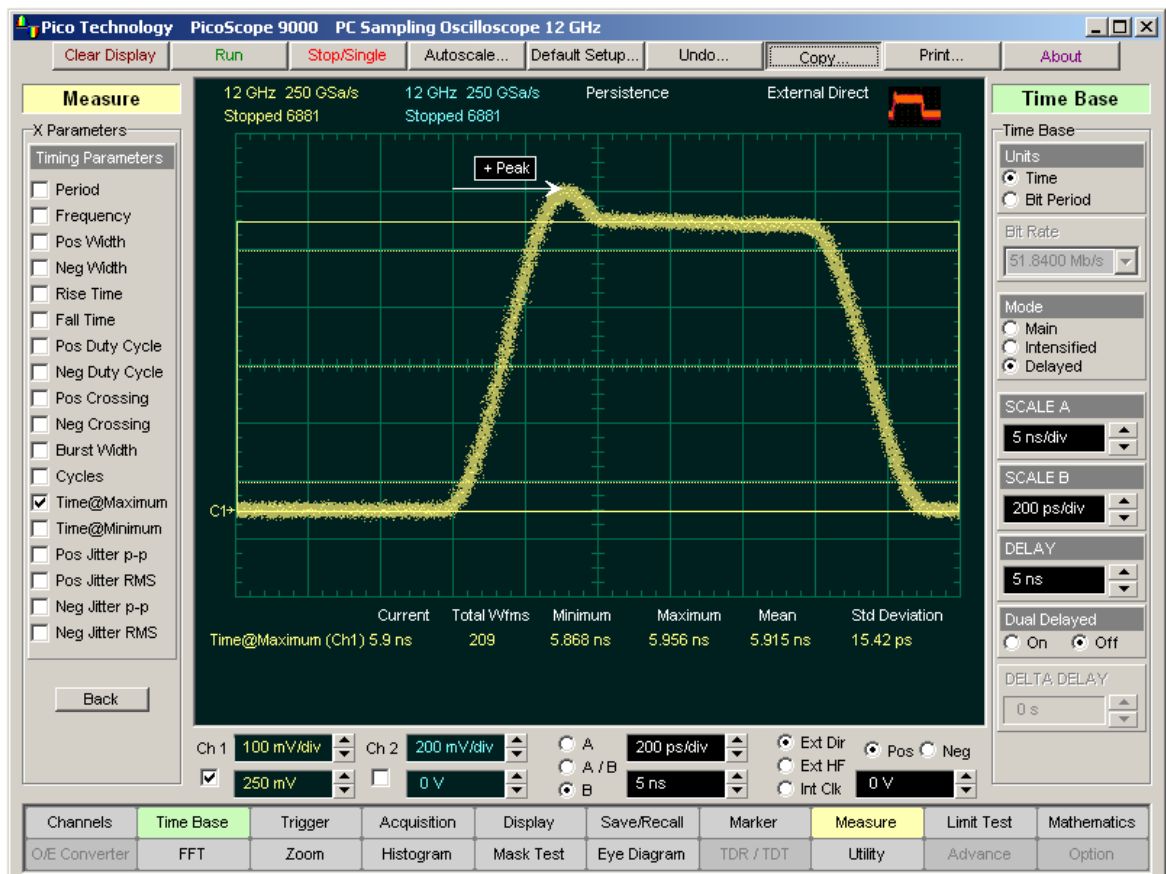 Pico Technology PicoScope 9000 PC Sampling Oscilloscope 12 GHz
Clear Display Run Stop/Single Autoscale... Default Setup... Undo... Copy... Print... About
Measure
X Parameters
Timing Parameters
Period
Frequency
Pos Width
Neg Width
Rise Time
Fall Time
Pos Duty Cycle
Neg Duty Cycle
Pos Crossing
Neg Crossing
Burst Width
Cycles
Time@Maximum
Time@Minimum
Pos Jitter p-p
Pos Jitter RMS
Neg Jitter p-p
Neg Jitter RMS
Back
12 GHz 250 GSa/s 12 GHz 250 GSa/s Persistence External Direct
Stopped 6881 Stopped 6881
+ Peak
C1
Current Total Wfms Minimum Maximum Mean Std Deviation
Time@Maximum (Ch1) 5.9 ns 209 5.868 ns 5.956 ns 5.915 ns 15.42 ps
Time Base
Time Base
Units
Time
Bit Period
Bit Rate
51.8400 Mb/s
Mode
Main
Intensified
Delayed
SCALE A
5 ns/div
SCALE B
200 ps/div
DELAY
5 ns
Dual Delayed
On Off
DELTA DELAY
0 s
Ch 1 100 mV/div Ch 2 200 mV/div A 200 ps/div Ext Dir Pos Neg
A / B Ext HF
250 mV 0 V B 5 ns Int Clk 0 V
Channels Time Base Trigger Acquisition Display Save/Recall Marker Measure Limit Test Mathematics
O/E Converter FFT Zoom Histogram Mask Test Eye Diagram TDR / TDT Utility Advance Option